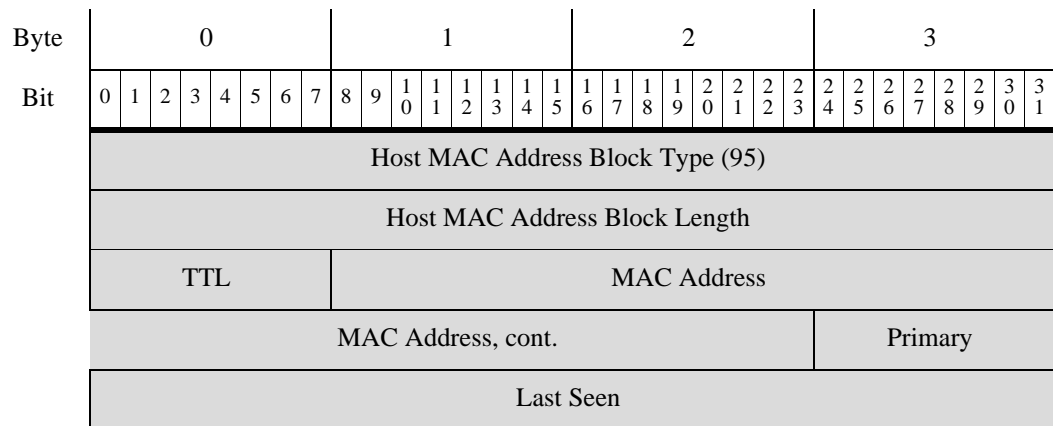 Byte 0 1 2 3
Bit 0 1 2 3 4 5 6 7 8 9 10 11 12 13 14 15 16 17 18 19 20 21 22 23 24 25 26 27 28 29 30 31
Host MAC Address Block Type (95)
Host MAC Address Block Length
TTL MAC Address
MAC Address, cont. Primary
Last Seen